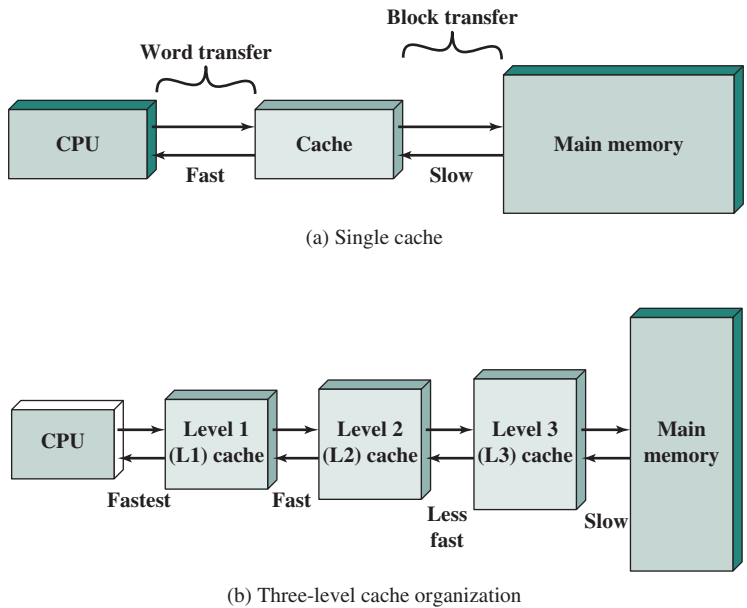 Block transfer
Word transfer
CPU
Cache
Main memory
Fast
Slow
(a) Single cache
CPU
Level 1
(L1) cache
Level 2
(L2) cache
Level 3
(L3) cache
Main
memory
Fastest
Fast
Less
fast
Slow
(b) Three-level cache organization